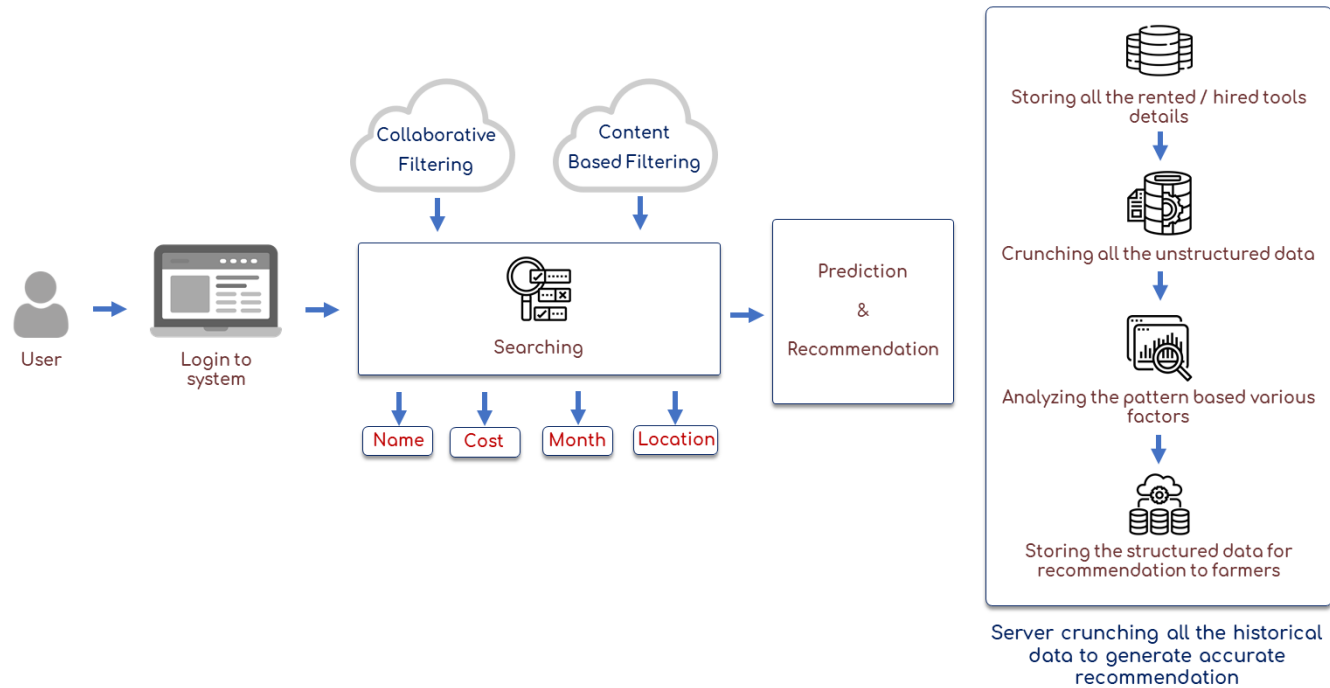 User
Login to
system
Collaborative
Filtering
Content
Based Filtering
Searching
Name
Cost
Month
Location
Prediction
&
Recommendation
Storing all the rented / hired tools
details
Crunching all the unstructured data
Analyzing the pattern based various
factors
Storing the structured data for
recommendation to farmers
Server crunching all the historical
data to generate accurate
recommendation